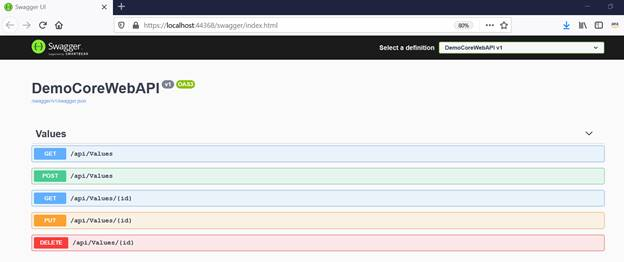 Swagger UI
https://localhost:44368/swagger/index.html
80%
Swagger
Supported by SMARTBEAR
Select a definition
DemoCoreWebAPI v1
DemoCoreWebAPI v1 OAS3
/swagger/v1/swagger.json
Values
GET /api/Values
POST /api/Values
GET /api/Values/{id}
PUT /api/Values/{id}
DELETE /api/Values/{id}